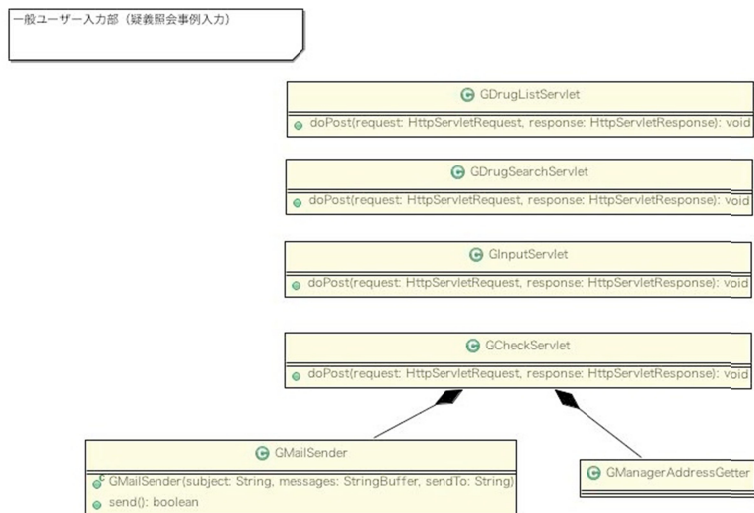 一般ユーザー入力部（疑義照会事例入力）
GDrugListServlet
doPost(request: HttpServletRequest, response: HttpServletResponse): void
GDrugSearchServlet
doPost(request: HttpServletRequest, response: HttpServletResponse): void
GInputServlet
doPost(request: HttpServletRequest, response: HttpServletResponse): void
GCheckServlet
doPost(request: HttpServletRequest, response: HttpServletResponse): void
GMailSender
GMailSender(subject: String, messages: StringBuffer, sendTo: String)
send(): boolean
GManagerAddressGetter